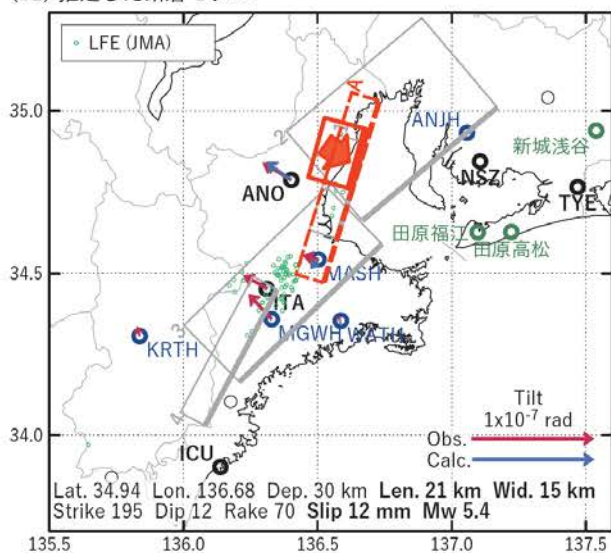 LFE (JMA)
A
35.0
ANJH
新城浅谷
NSZ
ANO
TYE
田原福江
田原高松
34.5
MASH
ITA
3
MGWH WATH
KRTH
Tilt
1x10⁻⁷ rad
4
34.0
Obs.
ICU
Calc.
Lat. 34.94 Lon. 136.68 Dep. 30 km Len. 21 km Wid. 15 km
Strike 195 Dip 12 Rake 70 Slip 12 mm Mw 5.4
135.5 136.0 136.5 137.0 137.5